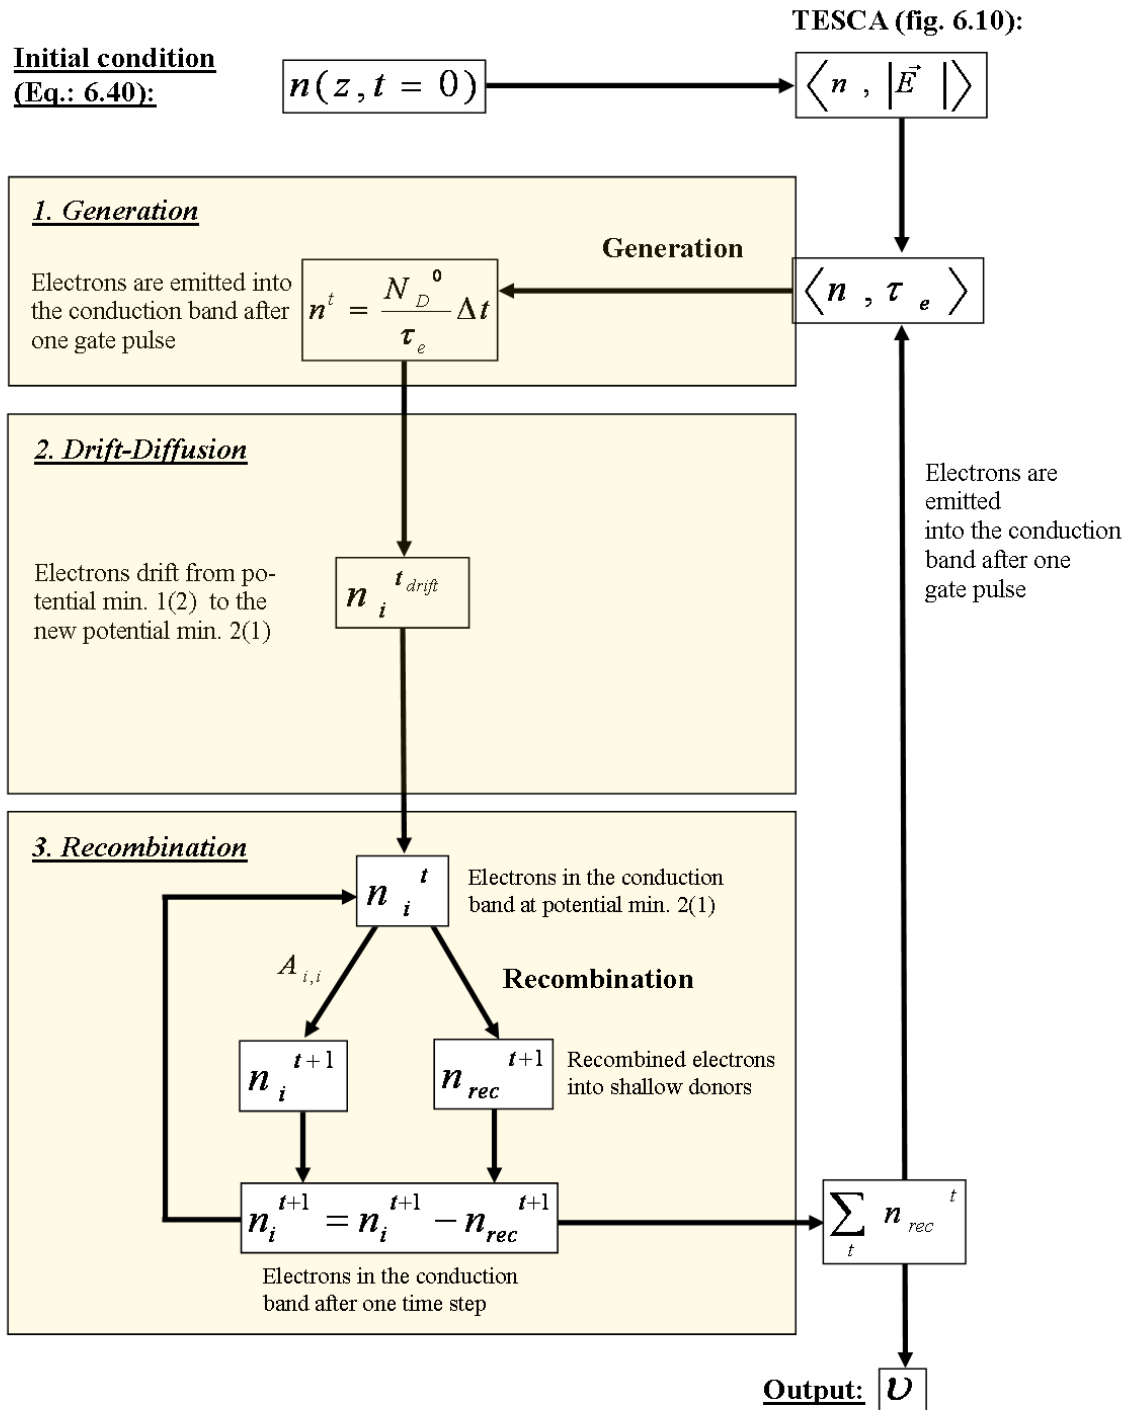 TESCA (fig. 6.10):
Initial condition
(Eq.: 6.40):
n(z, t = 0)
⟨n , |E⃗ |⟩
1. Generation
Generation
Electrons are emitted into
the conduction band after
one gate pulse
n^t = (N_D^0 / τ_e) Δt
⟨n , τ_e⟩
2. Drift-Diffusion
Electrons drift from po-
tential min. 1(2) to the
new potential min. 2(1)
n_i^{t_drift}
Electrons are
emitted
into the conduction
band after one
gate pulse
3. Recombination
n_i^t
Electrons in the conduction
band at potential min. 2(1)
A_{i,i}
Recombination
n_i^{t+1}
n_rec^{t+1}
Recombined electrons
into shallow donors
n_i^{t+1} = n_i^{t+1} − n_rec^{t+1}
∑_t n_rec^t
Electrons in the conduction
band after one time step
Output:
υ